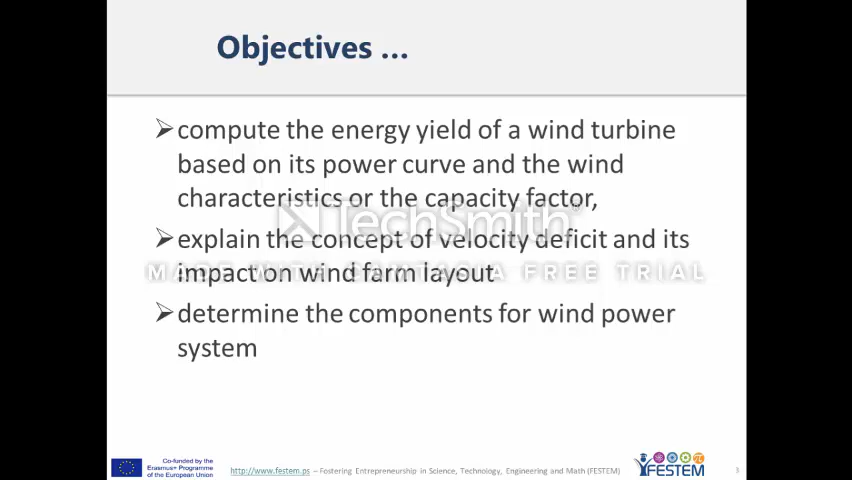 Objectives ...
➢compute the energy yield of a wind turbine
based on its power curve and the wind
characteristics or the capacity factor,
➢explain the concept of velocity deficit and its
impact on wind farm layout
➢determine the components for wind power
system
TechSmith
MADE WITH CAMTASIA FREE TRIAL
Co-funded by the
Erasmus+ Programme
of the European Union
http://www.festem.ps – Fostering Entrepreneurship in Science, Technology, Engineering and Math (FESTEM)
FESTEM
3